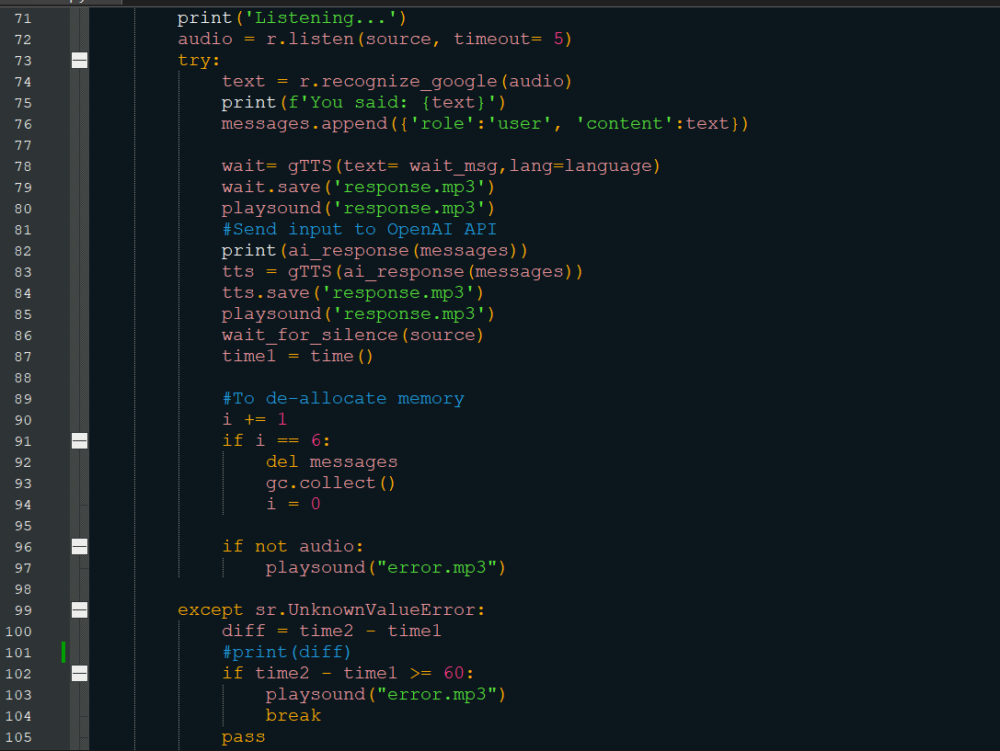 71 print('Listening...')
72 audio = r.listen(source, timeout= 5)
73 try:
74 text = r.recognize_google(audio)
75 print(f'You said: {text}')
76 messages.append({'role':'user', 'content':text})
77
78 wait= gTTS(text= wait_msg,lang=language)
79 wait.save('response.mp3')
80 playsound('response.mp3')
81 #Send input to OpenAI API
82 print(ai_response(messages))
83 tts = gTTS(ai_response(messages))
84 tts.save('response.mp3')
85 playsound('response.mp3')
86 wait_for_silence(source)
87 time1 = time()
88
89 #To de-allocate memory
90 i += 1
91 if i == 6:
92 del messages
93 gc.collect()
94 i = 0
95
96 if not audio:
97 playsound("error.mp3")
98
99 except sr.UnknownValueError:
100 diff = time2 - time1
101 #print(diff)
102 if time2 - time1 >= 60:
103 playsound("error.mp3")
104 break
105 pass